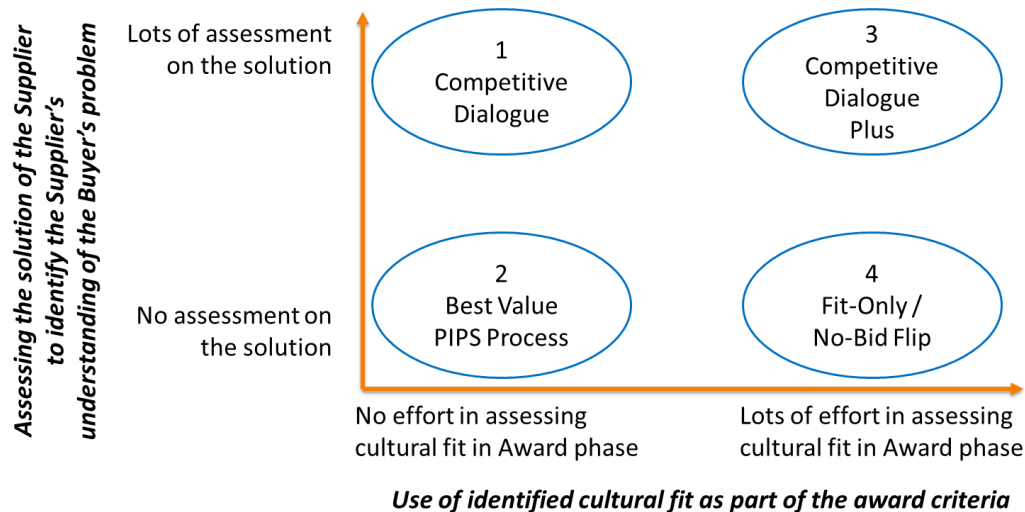 Assessing the solution of the Supplier
to identify the Supplier's
understanding of the Buyer's problem
Lots of assessment
on the solution
1
Competitive
Dialogue
3
Competitive
Dialogue
Plus
No assessment on
the solution
2
Best Value
PIPS Process
4
Fit-Only /
No-Bid Flip
No effort in assessing
cultural fit in Award phase
Lots of effort in assessing
cultural fit in Award phase
Use of identified cultural fit as part of the award criteria